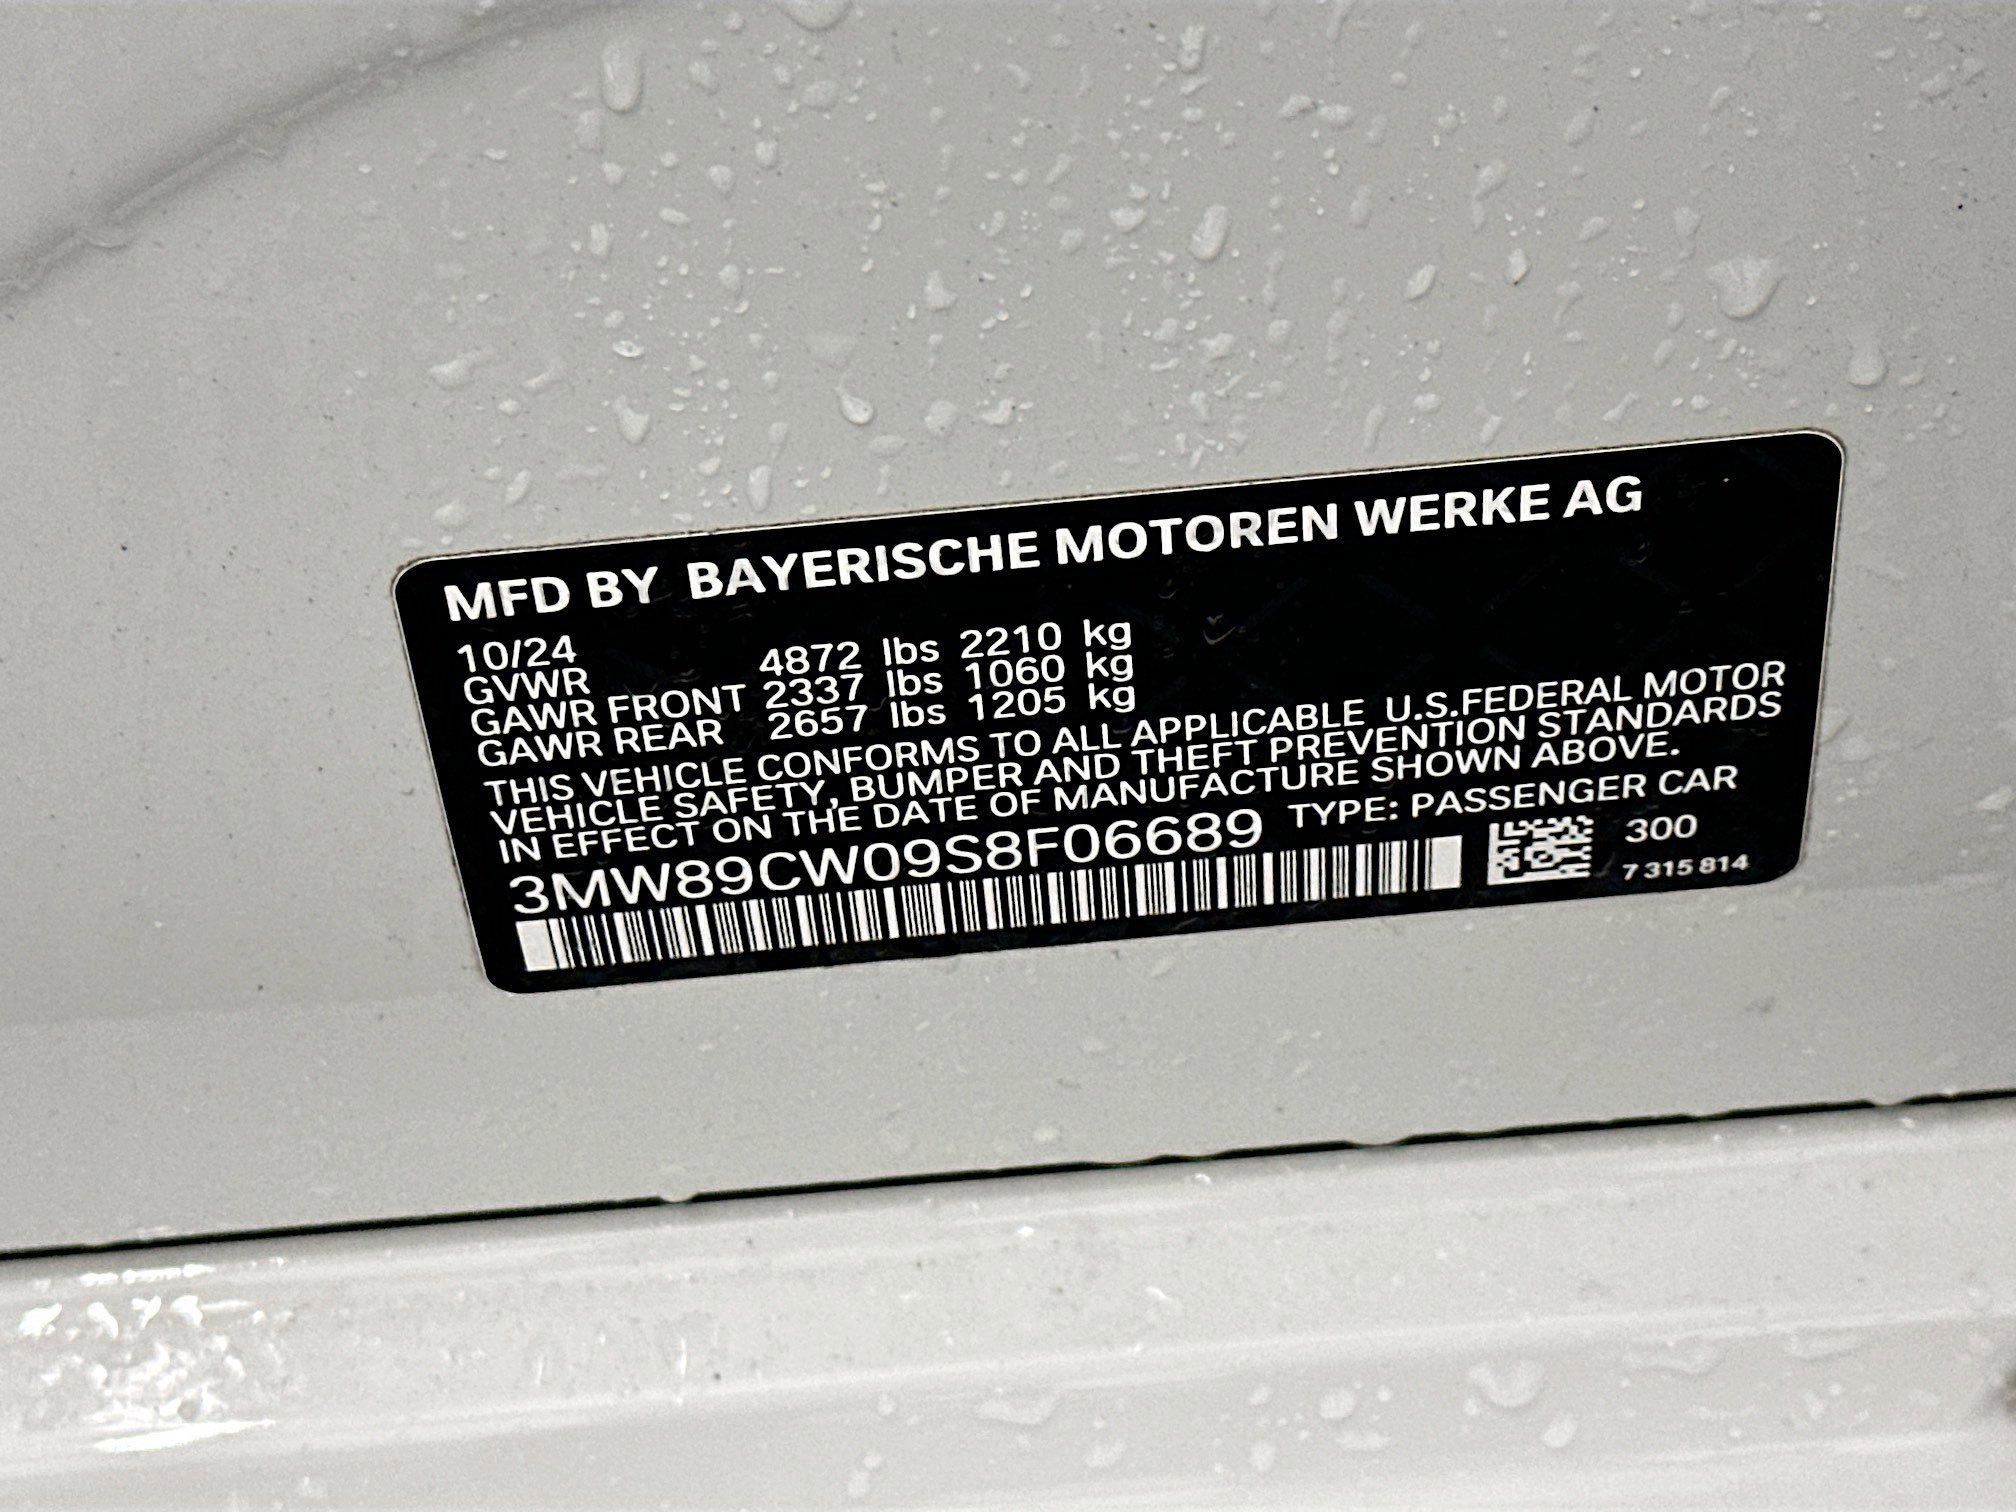 MFD BY BAYERISCHE MOTOREN WERKE AG
10/24
GVWR 4872 lbs 2210 kg
GAWR FRONT 2337 lbs 1060 kg
GAWR REAR 2657 lbs 1205 kg
THIS VEHICLE CONFORMS TO ALL APPLICABLE U.S.FEDERAL MOTOR
VEHICLE SAFETY, BUMPER AND THEFT PREVENTION STANDARDS
IN EFFECT ON THE DATE OF MANUFACTURE SHOWN ABOVE.
3MW89CW09S8F06689 TYPE: PASSENGER CAR
300
7 315 814